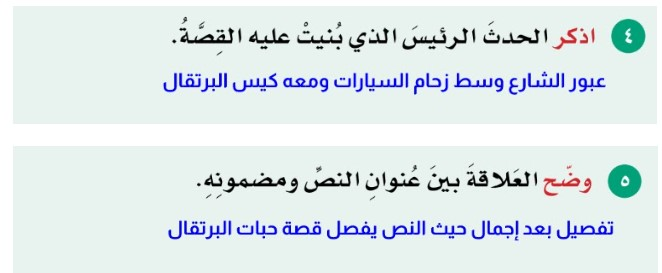 ٤ اذكر الحدثَ الرئيسَ الذي بُنيتْ عليه القِصَّةُ.
عبور الشارع وسط زحام السيارات ومعه كيس البرتقال
٥ وضّح العَلاقةَ بينَ عُنوانِ النصِّ ومضمونِهِ.
تفصيل بعد إجمال حيث النص يفصل قصة حبات البرتقال